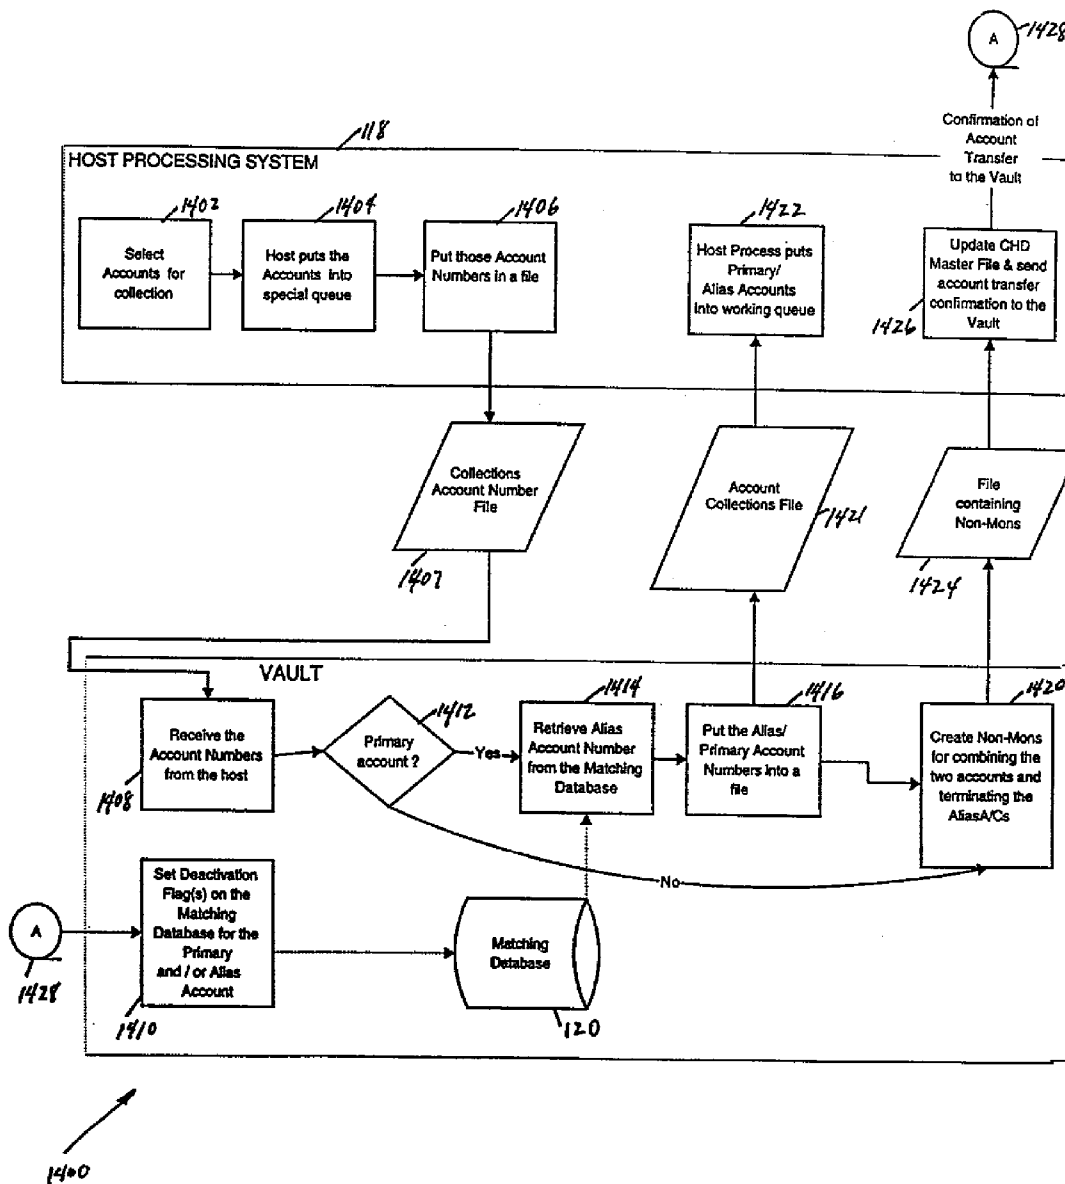 A
1428
Confirmation of
Account
Transfer
to the Vault
118
HOST PROCESSING SYSTEM
1402
Select
Accounts for
collection
1404
Host puts the
Accounts into
special queue
1406
Put those Account
Numbers in a file
1422
Host Process puts
Primary/
Alias Accounts
into working queue
Update CHD
Master File & send
account transfer
confirmation to the
Vault
1426
Collections
Account Number
File
1407
Account
Collections File
1421
File
containing
Non-Mons
1424
VAULT
Receive the
Account Numbers
from the host
1408
1412
Primary
account ?
Yes
1414
Retrieve Alias
Account Number
from the Matching
Database
1416
Put the Alias/
Primary Account
Numbers into a
file
1420
Create Non-Mons
for combining the
two accounts and
terminating the
AliasA/Cs
No
A
1428
Set Deactivation
Flag(s) on the
Matching
Database for the
Primary
and / or Alias
Account
1410
Matching
Database
120
1400